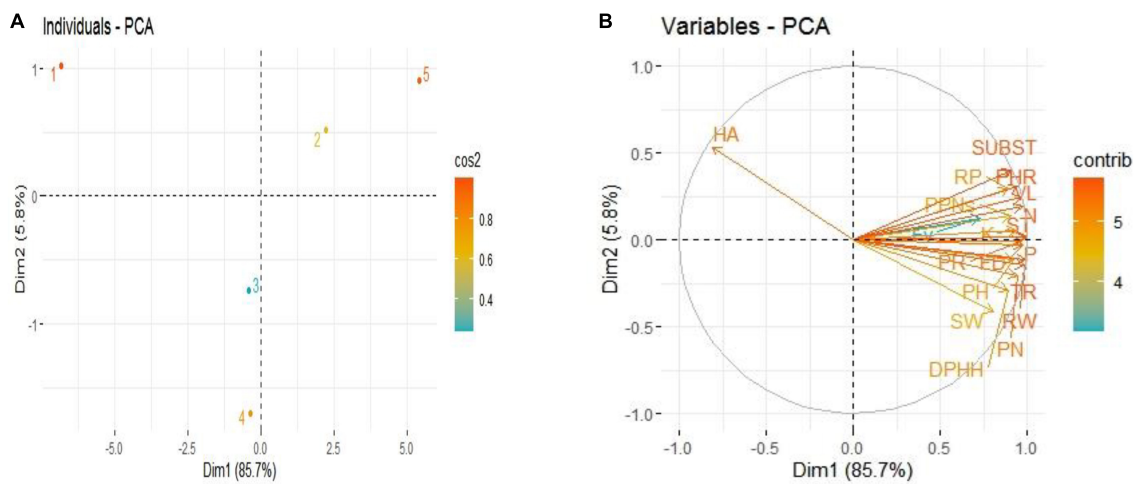 A
Individuals - PCA
1
5
2
3
4
1
0
-1
Dim2 (5.8%)
-5.0
-2.5
0.0
2.5
5.0
Dim1 (85.7%)
cos2
0.8
0.6
0.4
B
Variables - PCA
HA
SUBST
RP
PHR
VL
PPNs
N
K
P
PR
PH
TR
SW
RW
PN
DPHH
1.0
0.5
0.0
-0.5
-1.0
Dim2 (5.8%)
-1.0
-0.5
0.0
0.5
1.0
Dim1 (85.7%)
contrib
5
4